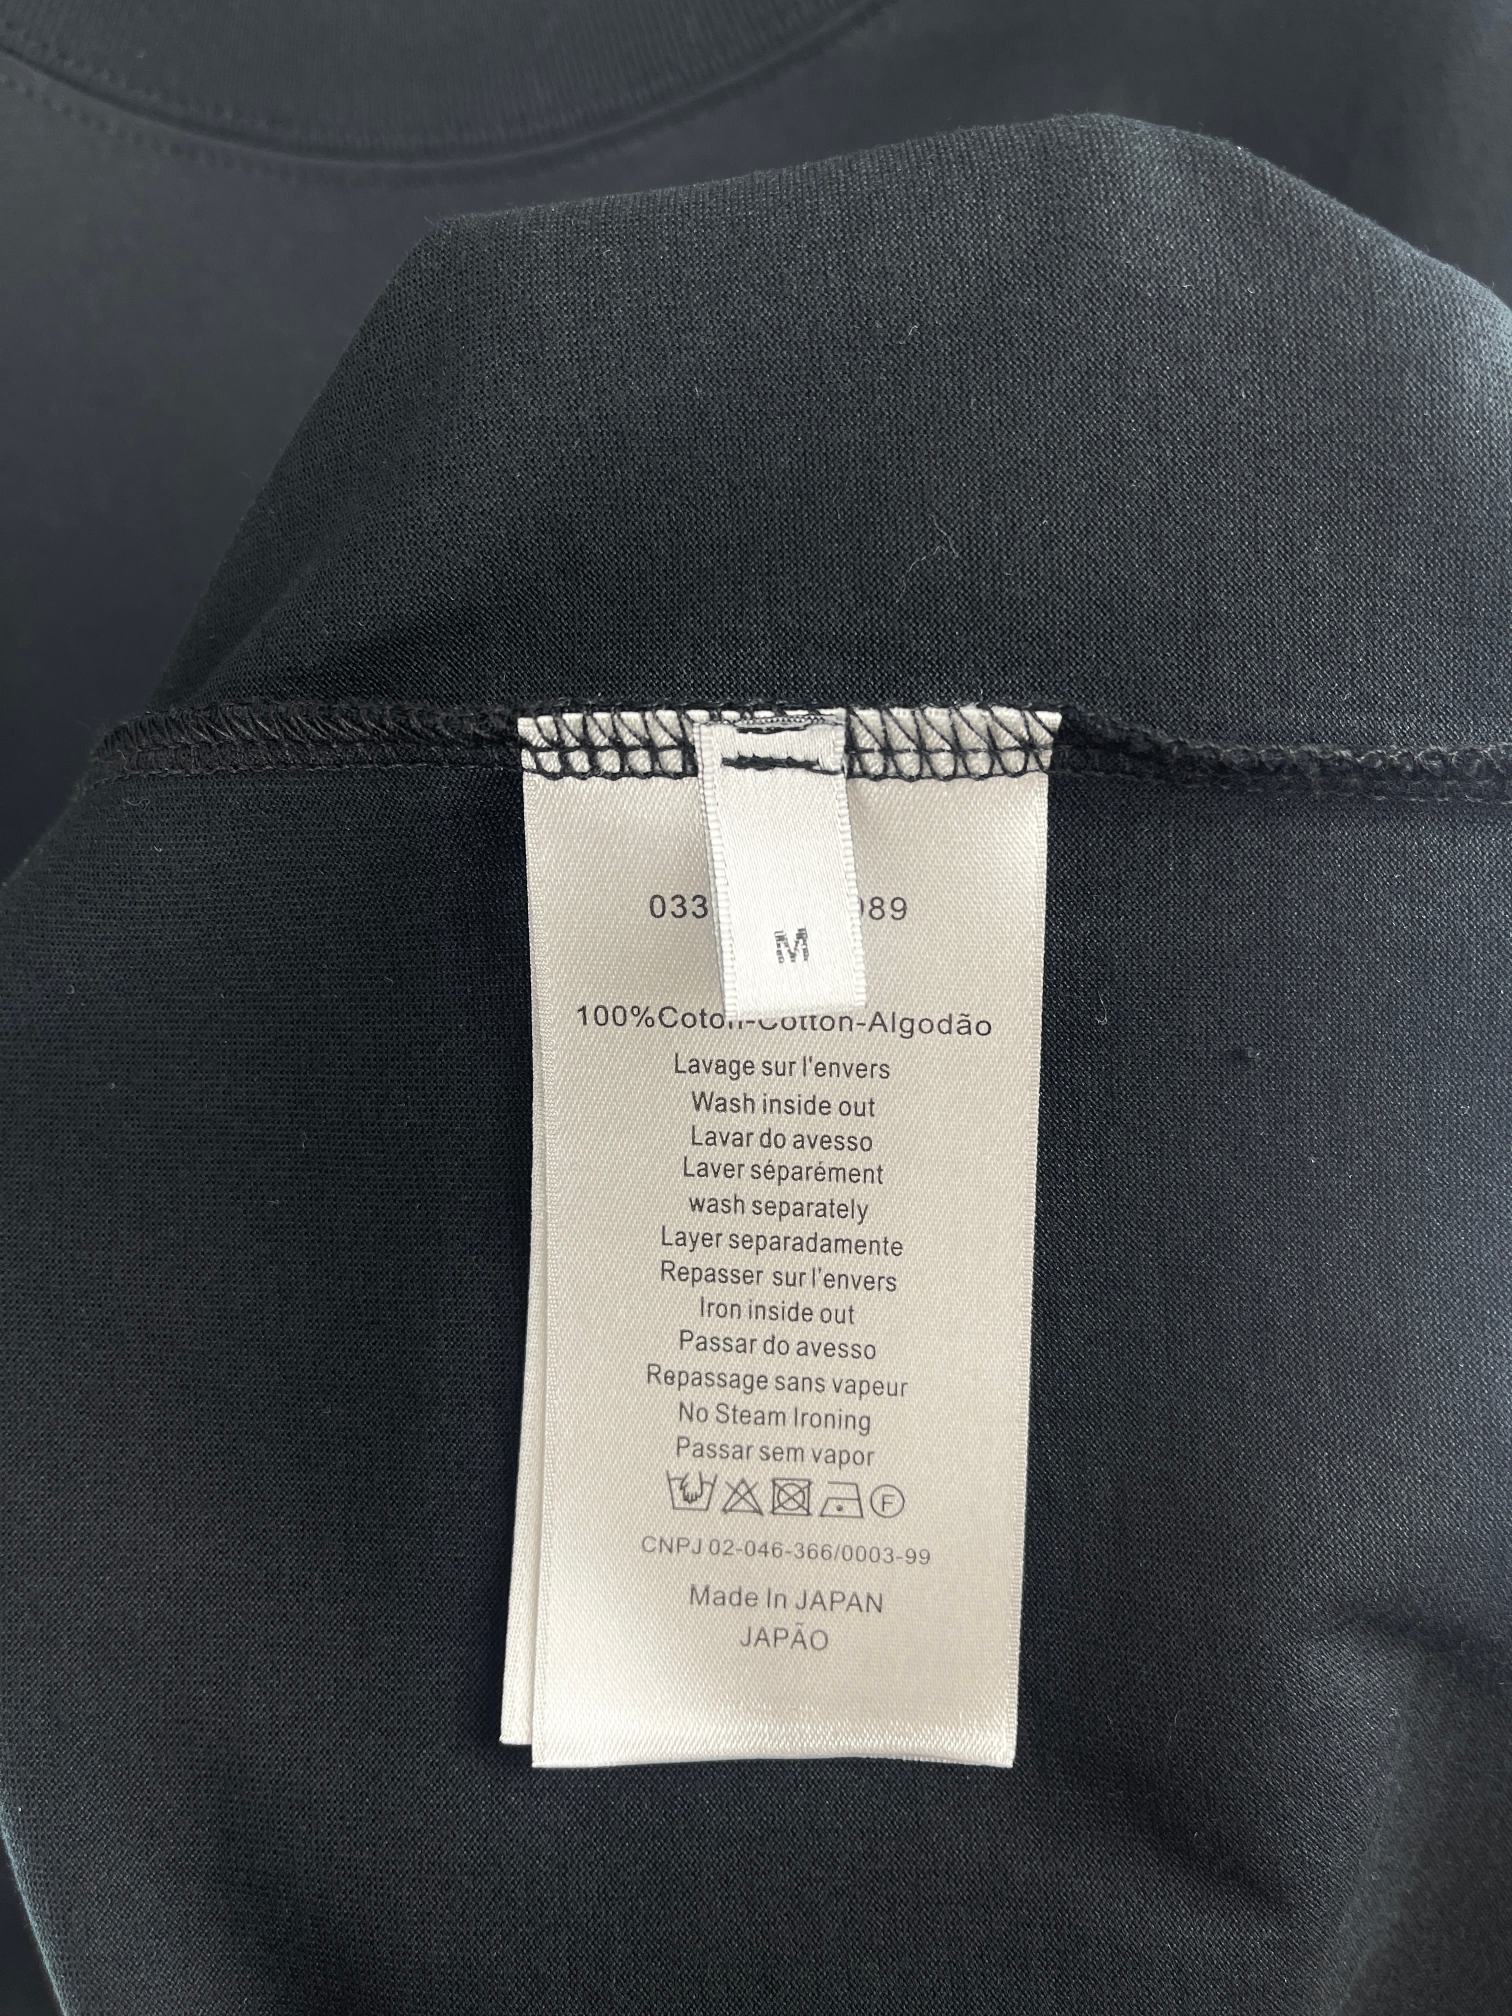 033 089
M
100%Coton-Cotton-Algodão
Lavage sur l'envers
Wash inside out
Lavar do avesso
Laver séparément
wash separately
Layer separadamente
Repasser sur l'envers
Iron inside out
Passar do avesso
Repassage sans vapeur
No Steam Ironing
Passar sem vapor
F
CNPJ 02-046-366/0003-99
Made In JAPAN
JAPÃO